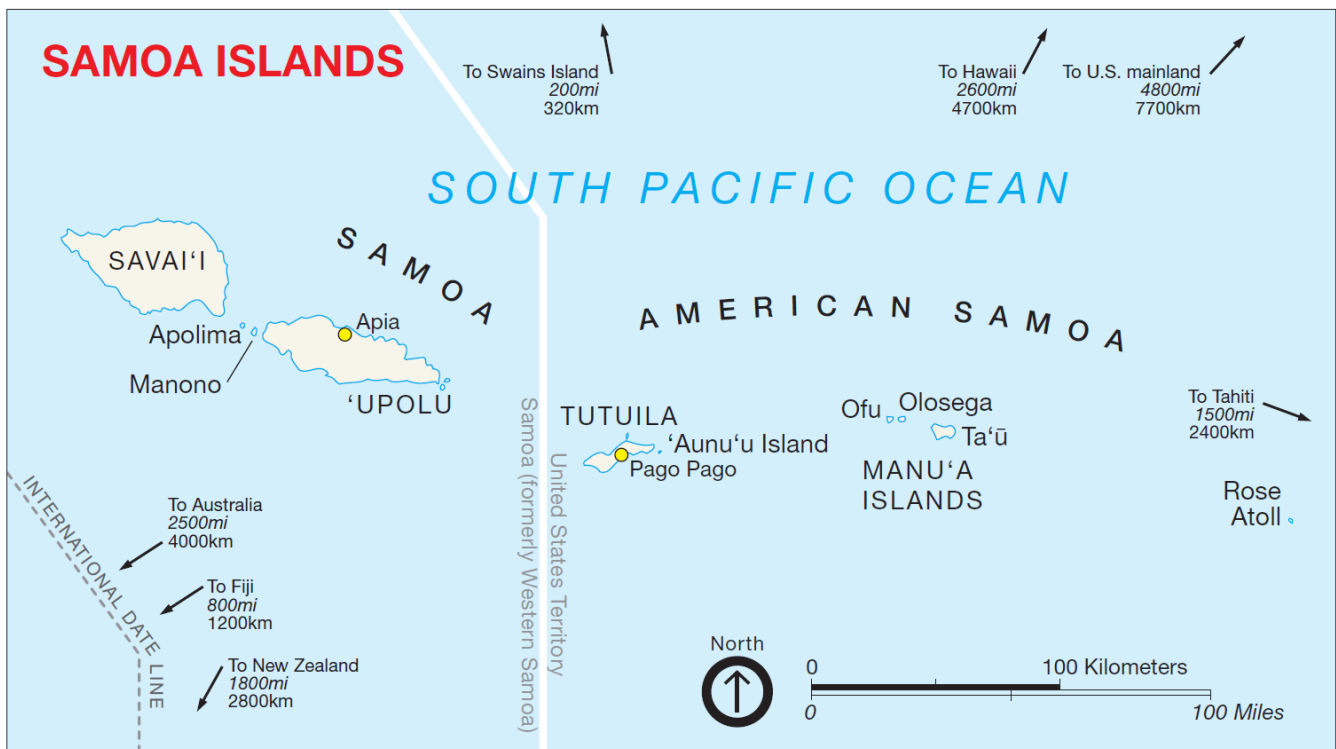 SAMOA ISLANDS
To Swains Island
200mi
320km
To Hawaii
2600mi
4700km
To U.S. mainland
4800mi
7700km
SOUTH PACIFIC OCEAN
SAVAI‘I
SAMOA
AMERICAN SAMOA
Apolima
Apia
Manono
‘UPOLU
TUTUILA
‘Aunu‘u Island
Pago Pago
Ofu
Olosega
Ta‘ū
MANU‘A
ISLANDS
To Tahiti
1500mi
2400km
Rose
Atoll
Samoa (formerly Western Samoa)
United States Territory
INTERNATIONAL DATE LINE
To Australia
2500mi
4000km
To Fiji
800mi
1200km
To New Zealand
1800mi
2800km
North
0
100 Kilometers
0
100 Miles